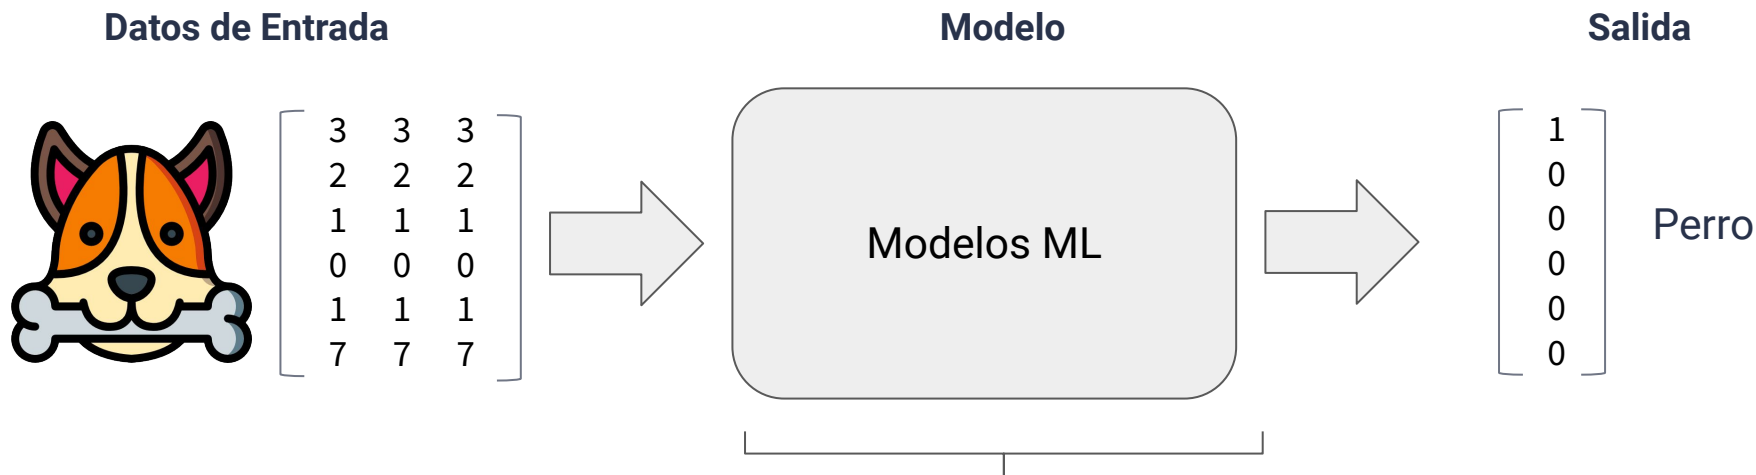 Datos de Entrada
Modelo
Salida
3 3 3
2 2 2
1 1 1
0 0 0
1 1 1
7 7 7
Modelos ML
1
0
0
0
0
0
Perro